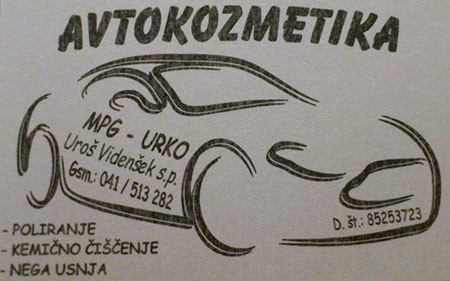 AVTOKOZMETIKA
MPG - URKO
Uroš Videnšek s.p.
Gsm.: 041 / 513 282
D. št.: 85253723
- POLIRANJE
- KEMIČNO ČIŠČENJE
- NEGA USNJA